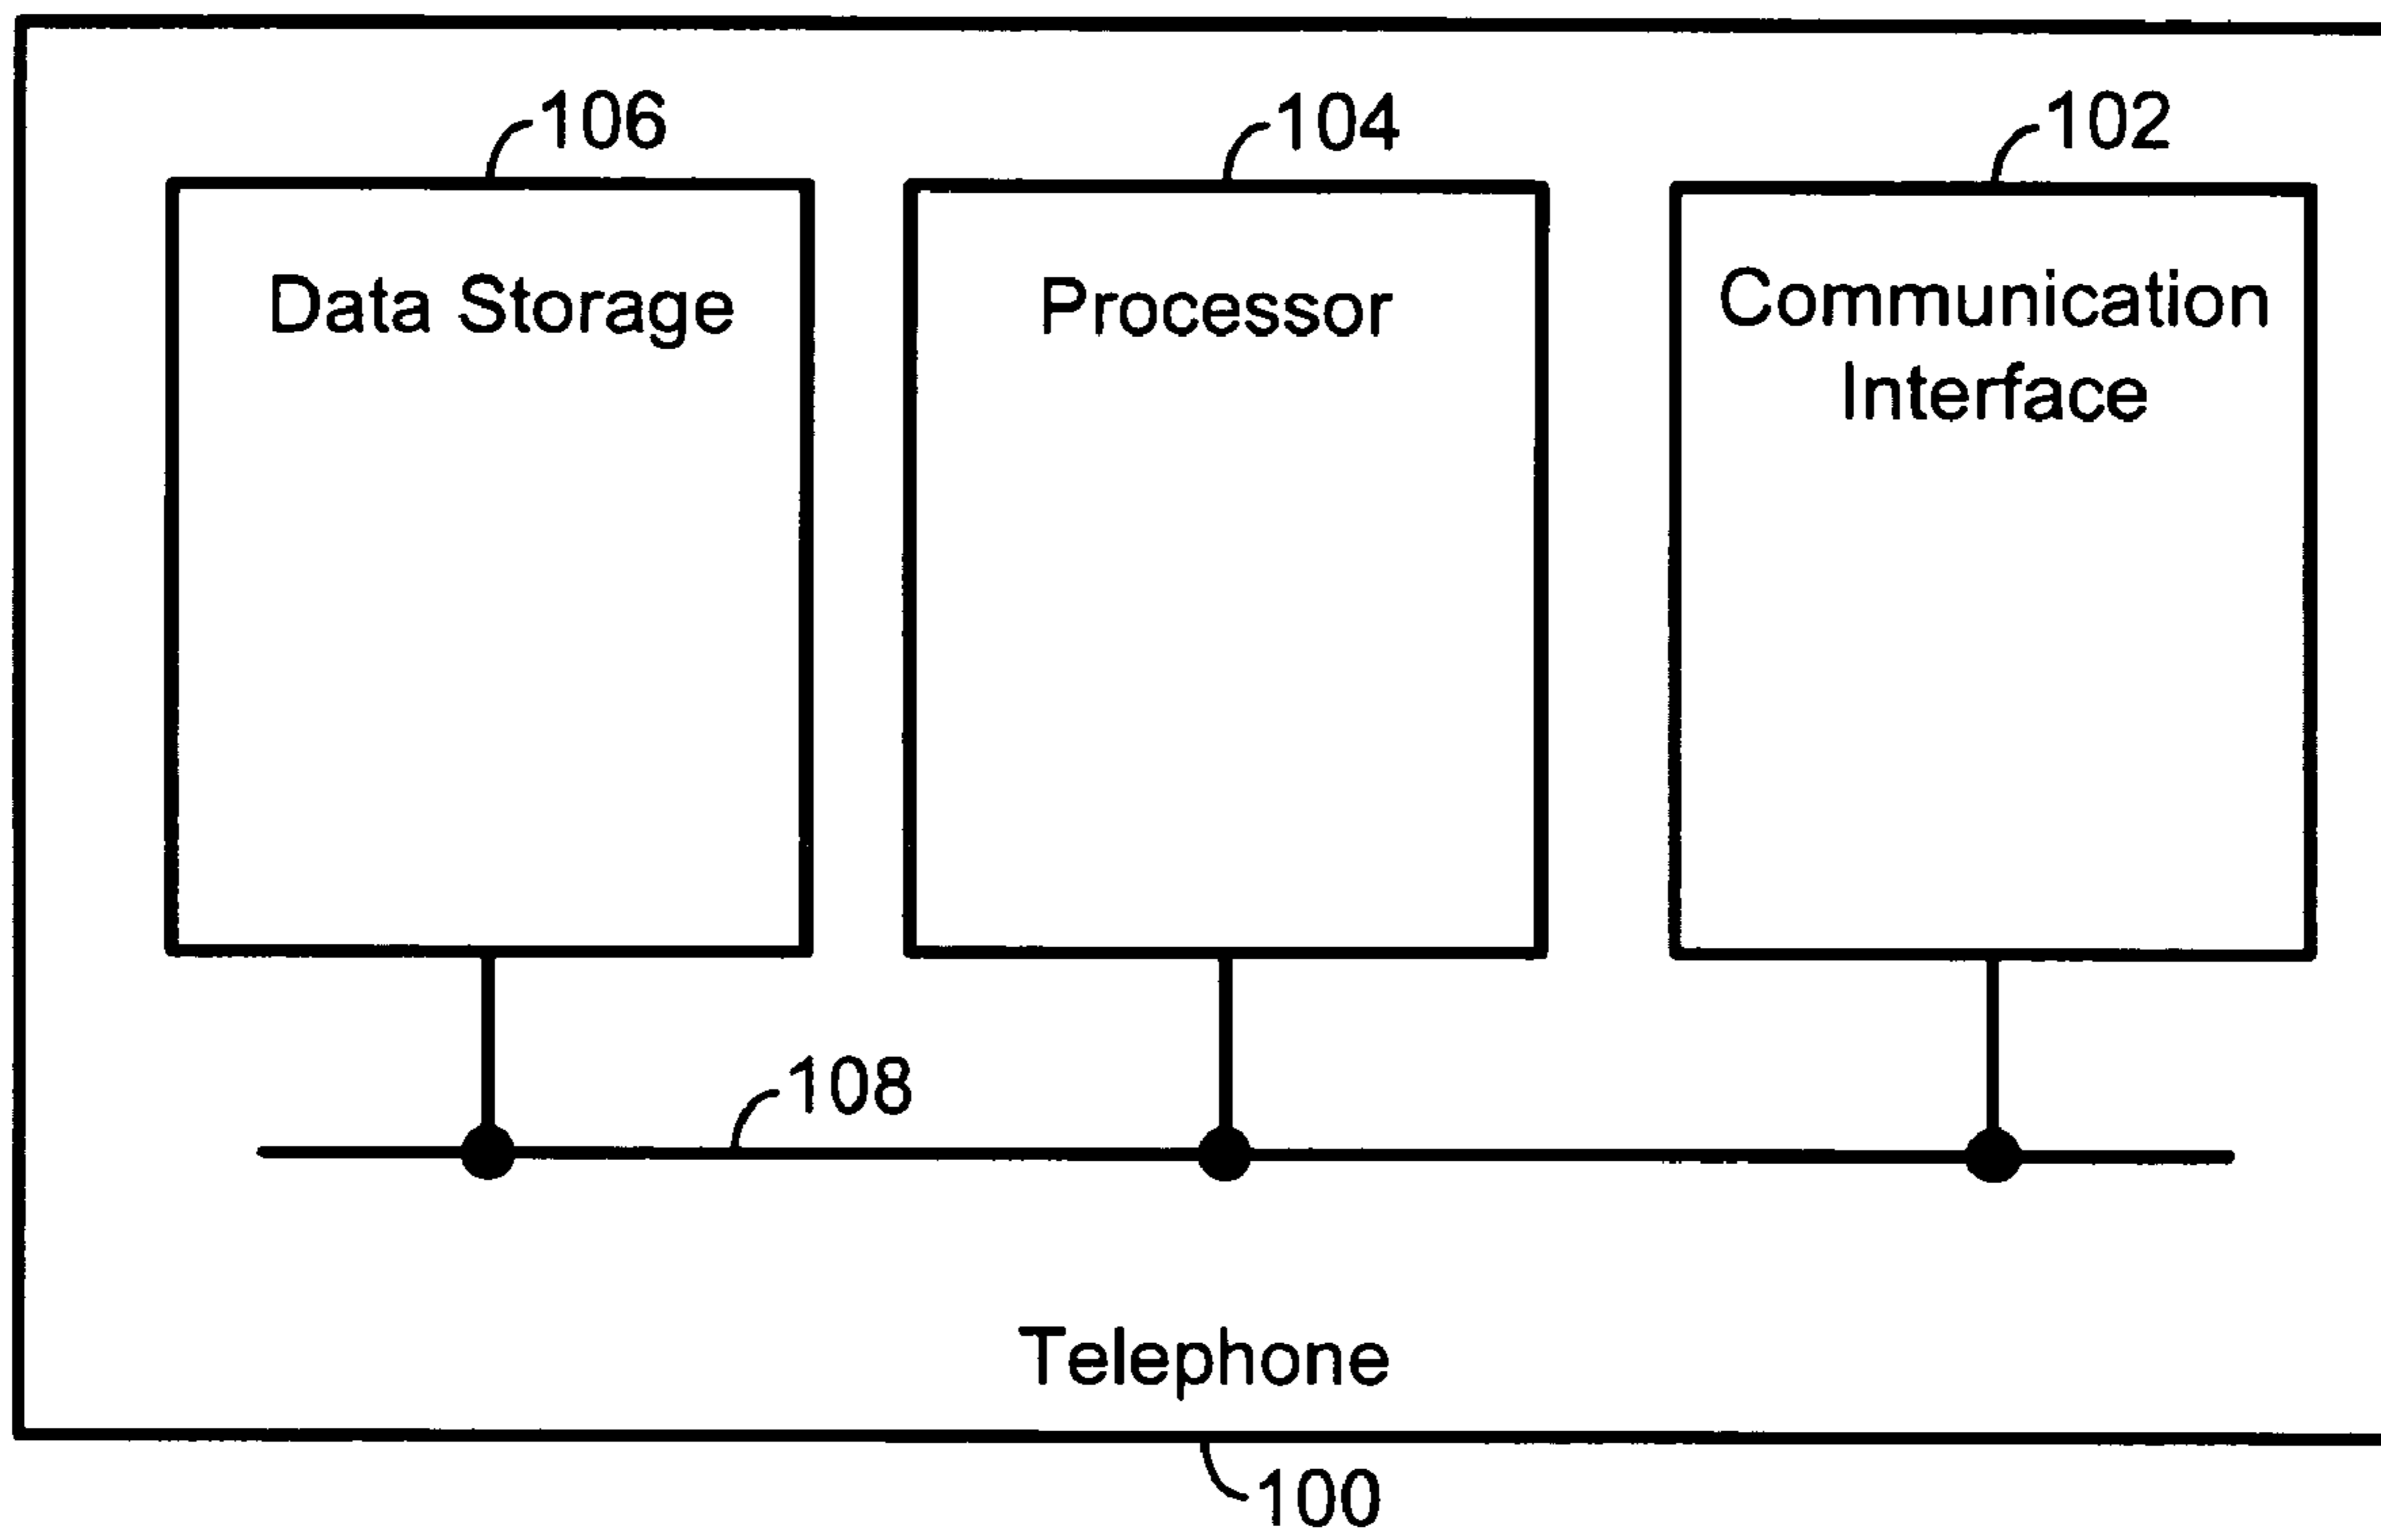 106
104
102
Data Storage
Processor
Communication
Interface
108
Telephone
100